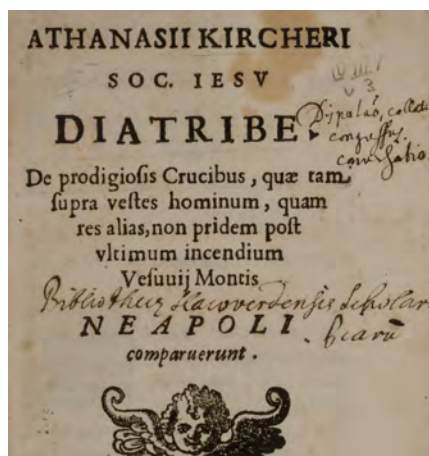 ATHANASII KIRCHERI
SOC. IESV
DIATRIBE.
De prodigiosis Crucibus, quæ tam
supra vestes hominum, quam
res alias, non pridem post
vltimum incendium
Vesuuij Montis
NEAPOLI
comparuerunt.